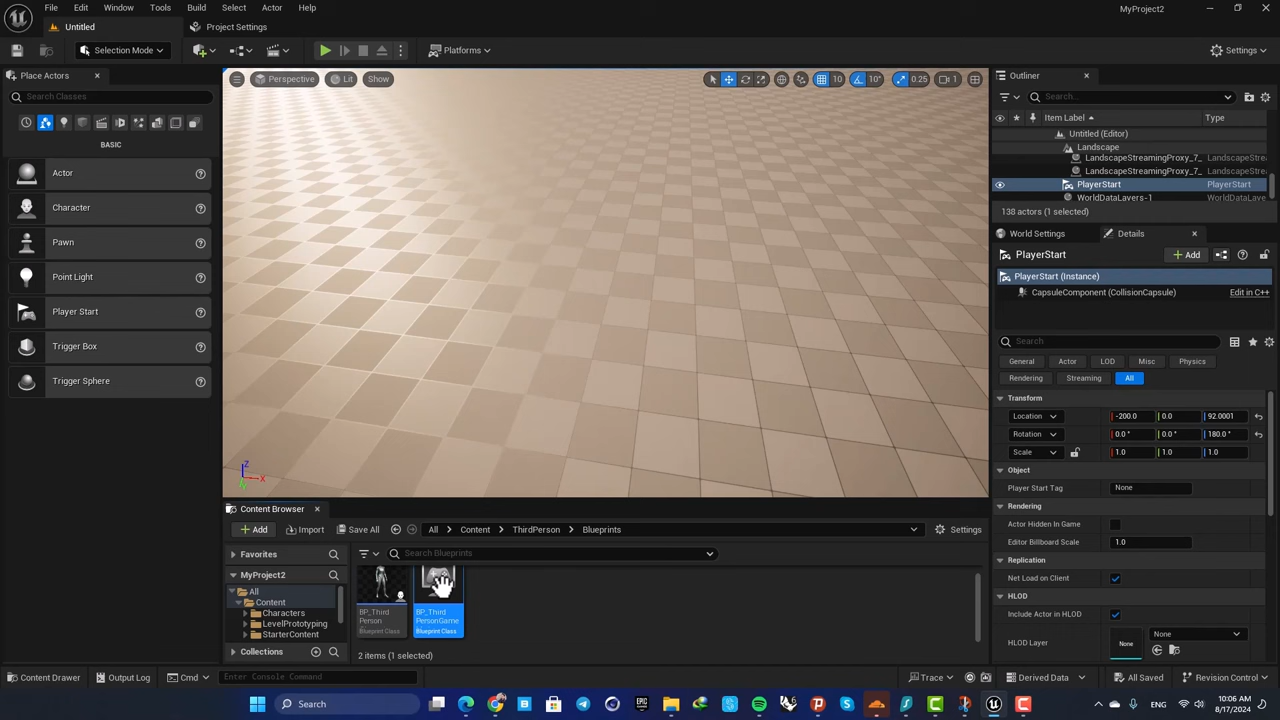 File Edit Window Tools Build Select Actor Help MyProject2
Untitled Project Settings
Selection Mode Platforms Settings
Place Actors
Search Classes
BASIC
Actor
Character
Pawn
Point Light
Player Start
Trigger Box
Trigger Sphere
Perspective Lit Show 10 10° 0.25 1
Z
X
Y
Outliner
Search...
Item Label Type
Untitled (Editor)
Landscape
LandscapeStreamingProxy_7_ LandscapeStre
LandscapeStreamingProxy_7_ LandscapeStre
PlayerStart PlayerStart
WorldDataLayers-1 WorldDataLaye
138 actors (1 selected)
World Settings Details
PlayerStart Add
PlayerStart (Instance)
CapsuleComponent (CollisionCapsule) Edit in C++
Search
General Actor LOD Misc Physics
Rendering Streaming All
Transform
Location -200.0 0.0 92.0001
Rotation 0.0 ° 0.0 ° 180.0 °
Scale 1.0 1.0 1.0
Object
Player Start Tag None
Rendering
Actor Hidden In Game
Editor Billboard Scale 1.0
Replication
Net Load on Client
HLOD
Include Actor in HLOD
HLOD Layer None None
Content Browser
Add Import Save All All Content ThirdPerson Blueprints Settings
Favorites Search Blueprints
MyProject2
All
Content
Characters
LevelPrototyping
StarterContent
Collections
BP_Third
Person
Blueprint Class
BP_Third
PersonGame
Blueprint Class
2 items (1 selected)
Content Drawer Output Log Cmd Enter Console Command Trace Derived Data All Saved Revision Control
Search
10:06 AM
8/17/2024